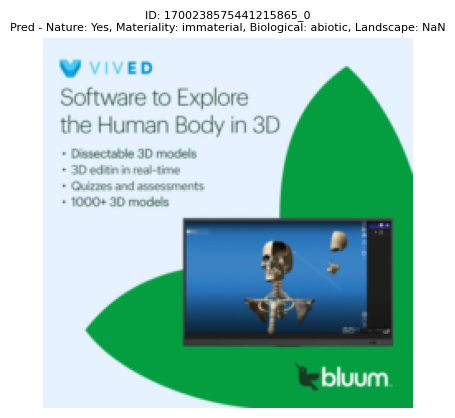 ID: 1700238575441215865_0
Pred - Nature: Yes, Materiality: immaterial, Biological: abiotic, Landscape: NaN
VIVED
Software to Explore
the Human Body in 3D
• Dissectable 3D models
• 3D editin in real-time
• Quizzes and assessments
• 1000+ 3D models
bluum.